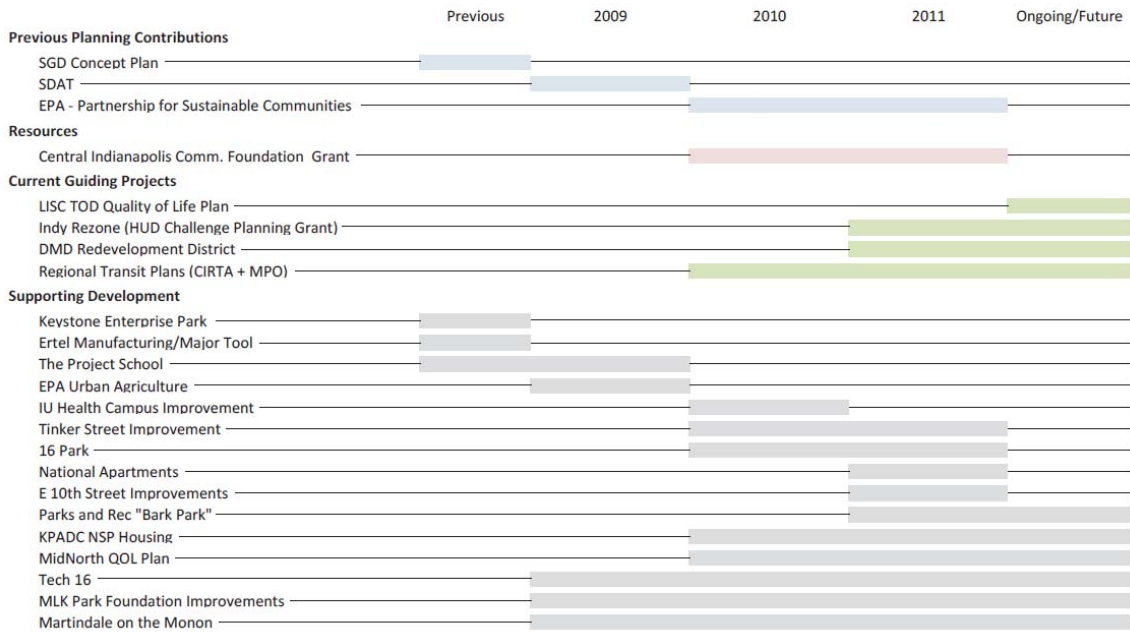 Previous 2009 2010 2011 Ongoing/Future
Previous Planning Contributions
SGD Concept Plan
SDAT
EPA - Partnership for Sustainable Communities
Resources
Central Indianapolis Comm. Foundation Grant
Current Guiding Projects
LISC TOD Quality of Life Plan
Indy Rezone (HUD Challenge Planning Grant)
DMD Redevelopment District
Regional Transit Plans (CIRTA + MPO)
Supporting Development
Keystone Enterprise Park
Ertel Manufacturing/Major Tool
The Project School
EPA Urban Agriculture
IU Health Campus Improvement
Tinker Street Improvement
16 Park
National Apartments
E 10th Street Improvements
Parks and Rec "Bark Park"
KPADC NSP Housing
MidNorth QOL Plan
Tech 16
MLK Park Foundation Improvements
Martindale on the Monon